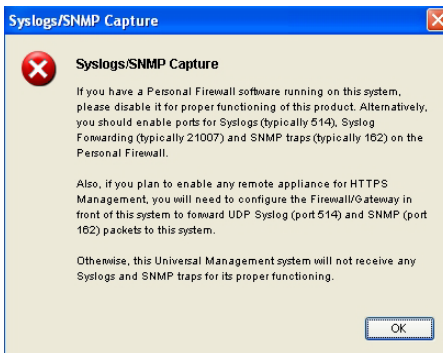 Syslogs/SNMP Capture
Syslogs/SNMP Capture
If you have a Personal Firewall software running on this system,
please disable it for proper functioning of this product. Alternatively,
you should enable ports for Syslogs (typically 514), Syslog
Forwarding (typically 21007) and SNMP traps (typically 162) on the
Personal Firewall.
Also, if you plan to enable any remote appliance for HTTPS
Management, you will need to configure the Firewall/Gateway in
front of this system to forward UDP Syslog (port 514) and SNMP (port
162) packets to this system.
Otherwise, this Universal Management system will not receive any
Syslogs and SNMP traps for its proper functioning.
OK